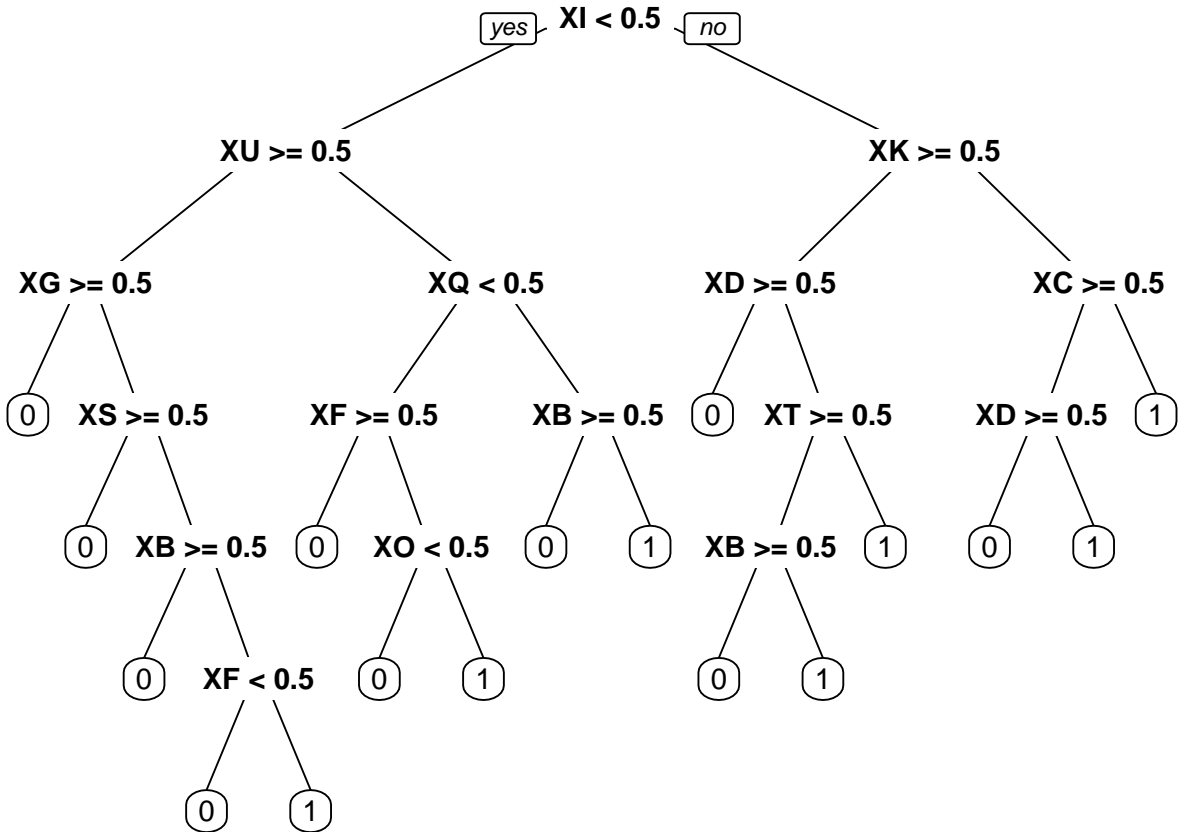 yes XI < 0.5 no
XU >= 0.5 XK >= 0.5
XG >= 0.5 XQ < 0.5 XD >= 0.5 XC >= 0.5
0 XS >= 0.5 XF >= 0.5 XB >= 0.5 0 XT >= 0.5 XD >= 0.5 1
0 XB >= 0.5 0 XO < 0.5 0 1 XB >= 0.5 1 0 1
0 XF < 0.5 0 1 0 1
0 1